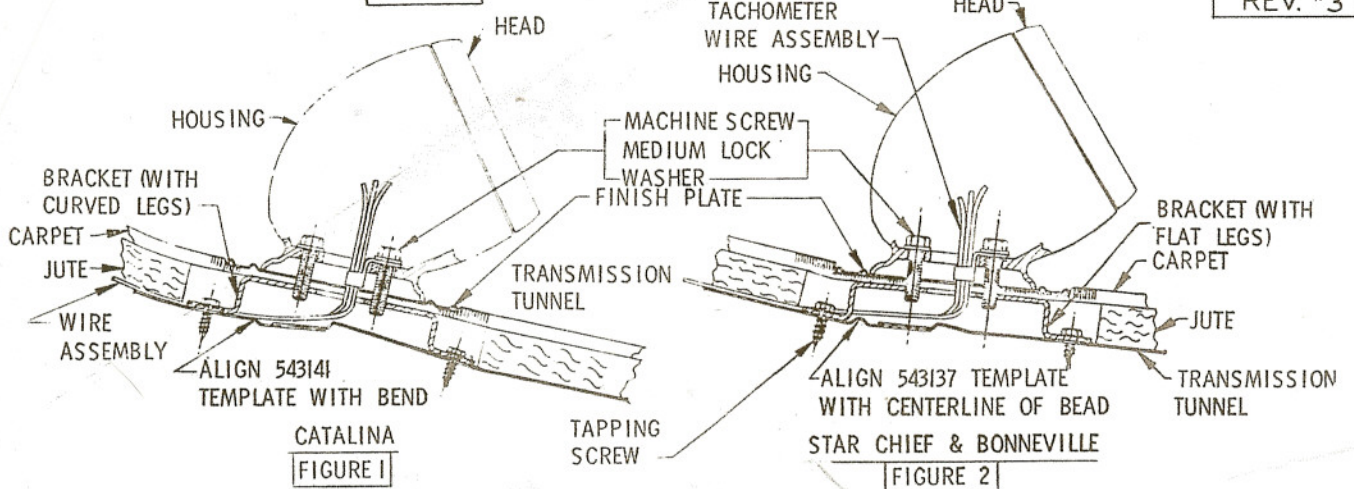 HEAD
HOUSING
BRACKET (WITH
CURVED LEGS)
CARPET
JUTE
WIRE
ASSEMBLY
ALIGN 543141
TEMPLATE WITH BEND
TRANSMISSION
TUNNEL
CATALINA
FIGURE 1
MACHINE SCREW
MEDIUM LOCK
WASHER
FINISH PLATE
TAPPING
SCREW
TACHOMETER
WIRE ASSEMBLY
HOUSING
HEAD
REV. #3
BRACKET (WITH
FLAT LEGS)
CARPET
JUTE
TRANSMISSION
TUNNEL
ALIGN 543137 TEMPLATE
WITH CENTERLINE OF BEAD
STAR CHIEF & BONNEVILLE
FIGURE 2